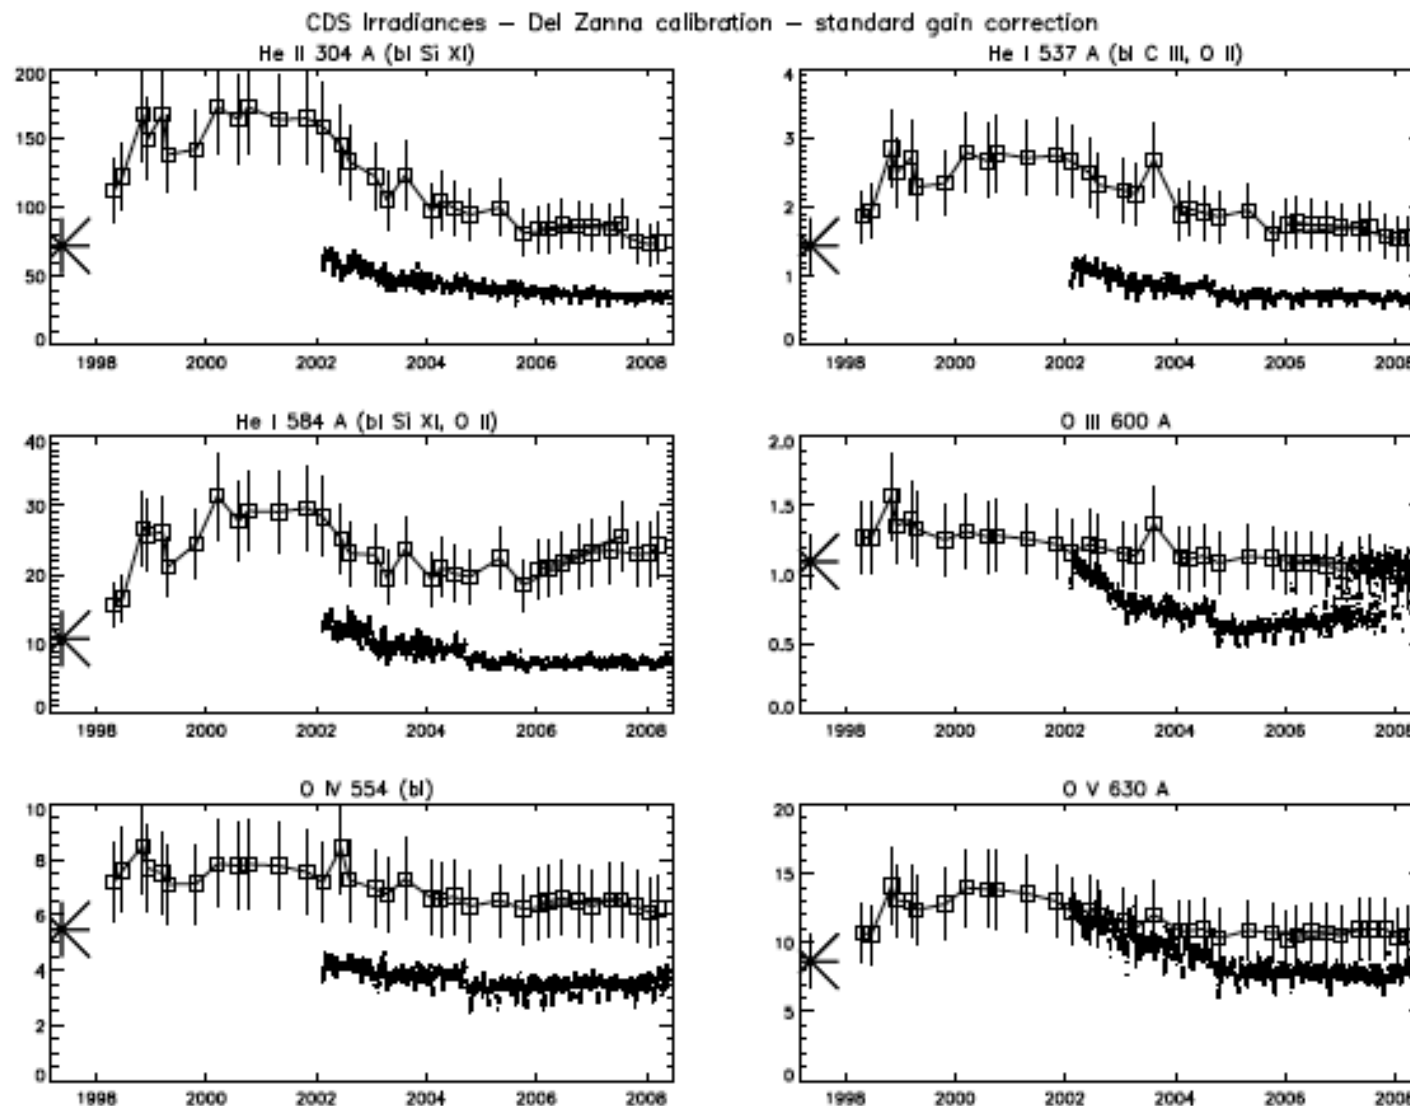 CDS Irradiances – Del Zanna calibration – standard gain correction
He II 304 A (bl Si XI)
He I 537 A (bl C III, O II)
200
150
100
50
0
1998 2000 2002 2004 2006 2008
4
3
2
1
0
1998 2000 2002 2004 2006 2008
He I 584 A (bl Si XI, O II)
O III 600 A
40
30
20
10
0
1998 2000 2002 2004 2006 2008
2.0
1.5
1.0
0.5
0.0
1998 2000 2002 2004 2006 2008
O IV 554 (bl)
O V 630 A
10
8
6
4
2
0
1998 2000 2002 2004 2006 2008
20
15
10
5
0
1998 2000 2002 2004 2006 2008